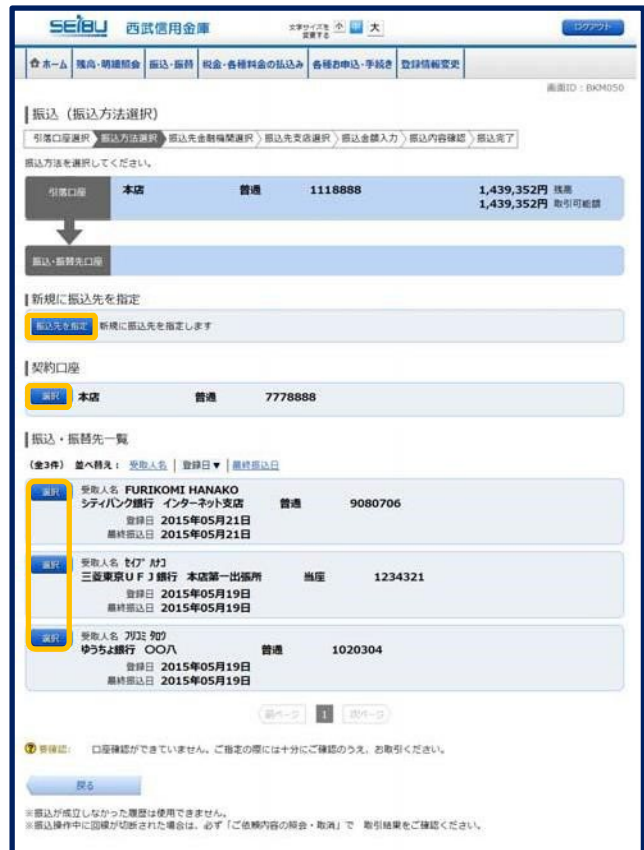 SEIBU 西武信用金庫 文字サイズを変更する 小 中 大 ログアウト
ホーム 残高・明細照会 振込・振替 税金・各種料金の払込み 各種お申込・手続き 登録情報変更
画面ID：BKM050
振込（振込方法選択）
引落口座選択 振込方法選択 振込先金融機関選択 振込先支店選択 振込金額入力 振込内容確認 振込完了
振込方法を選択してください。
引落口座 本店 普通 1118888 1,439,352円 残高
1,439,352円 取引可能額
振込・振替先口座
新規に振込先を指定
振込先を指定 新規に振込先を指定します
契約口座
選択 本店 普通 7778888
振込・振替先一覧
（全3件） 並べ替え： 受取人名 | 登録日▼ | 最終振込日
選択 受取人名 FURIKOMI HANAKO
シティバンク銀行 インターネット支店 普通 9080706
登録日 2015年05月21日
最終振込日 2015年05月21日
選択 受取人名 ｾｲﾌﾞ ﾊﾅｺ
三菱東京ＵＦＪ銀行 本店第一出張所 当座 1234321
登録日 2015年05月19日
最終振込日 2015年05月19日
選択 受取人名 ﾌﾘｺﾐ ﾀﾛｳ
ゆうちょ銀行 〇〇八 普通 1020304
登録日 2015年05月19日
最終振込日 2015年05月19日
前ページ 1 次ページ
? 要確認： 口座確認ができていません。ご指定の際には十分にご確認のうえ、お取引ください。
戻る
※振込が成立しなかった履歴は使用できません。
※振込操作中に回線が切断された場合は、必ず「ご依頼内容の照会・取消」で 取引結果をご確認ください。